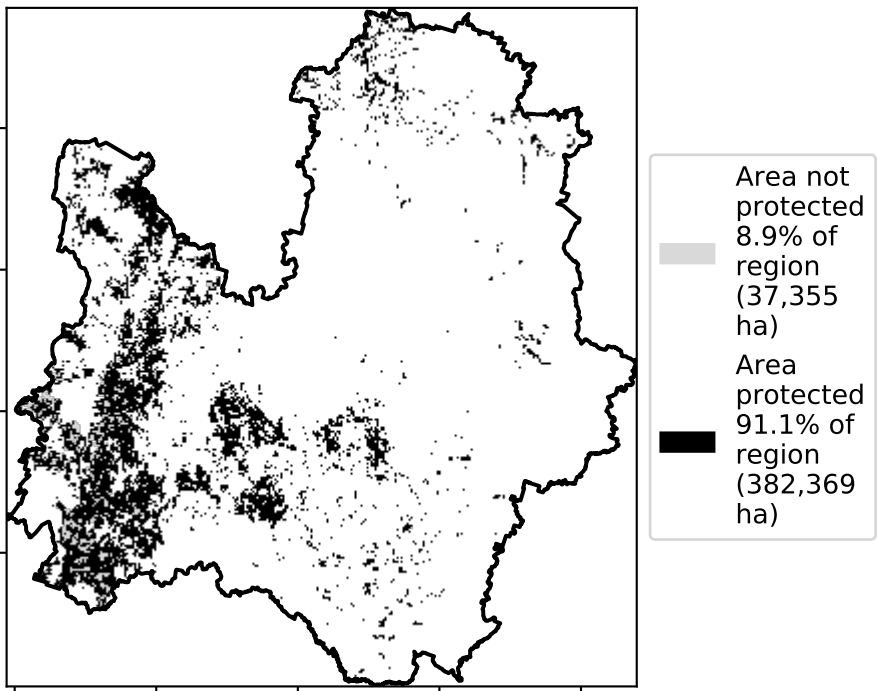 Area not
protected
8.9% of
region
(37,355
ha)
Area
protected
91.1% of
region
(382,369
ha)